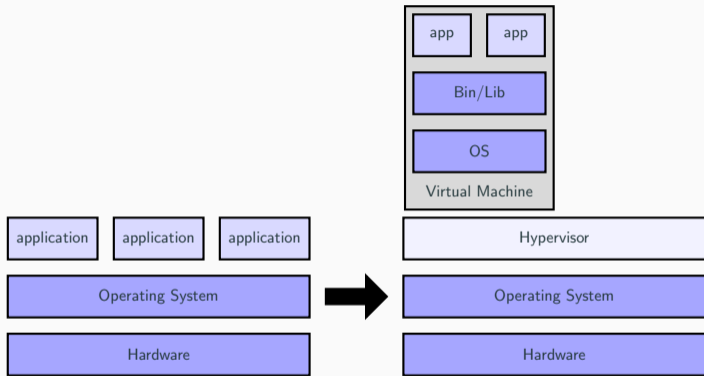 app app
Bin/Lib
OS
Virtual Machine
application application application
Hypervisor
Operating System
Operating System
Hardware
Hardware